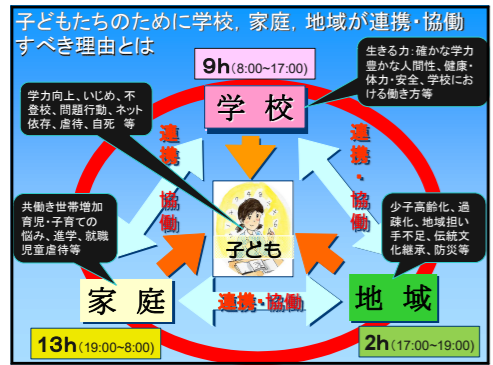 子どもたちのために学校，家庭，地域が連携・協働
すべき理由とは
9h(8:00~17:00)
生きる力：確かな学力
豊かな人間性、健康・
体力・安全、学校にお
ける働き方等
学力向上、いじめ、不
登校、問題行動、ネット
依存、虐待、自死　等
学　校
連携・協働
連携・協働
共働き世帯増加
育児・子育ての
悩み、進学、就職
児童虐待等
子ども
少子高齢化、過
疎化、地域担い
手不足、伝統文
化継承、防災等
家　庭
連携・協働
地　域
13h(19:00~8:00)
2h(17:00~19:00)